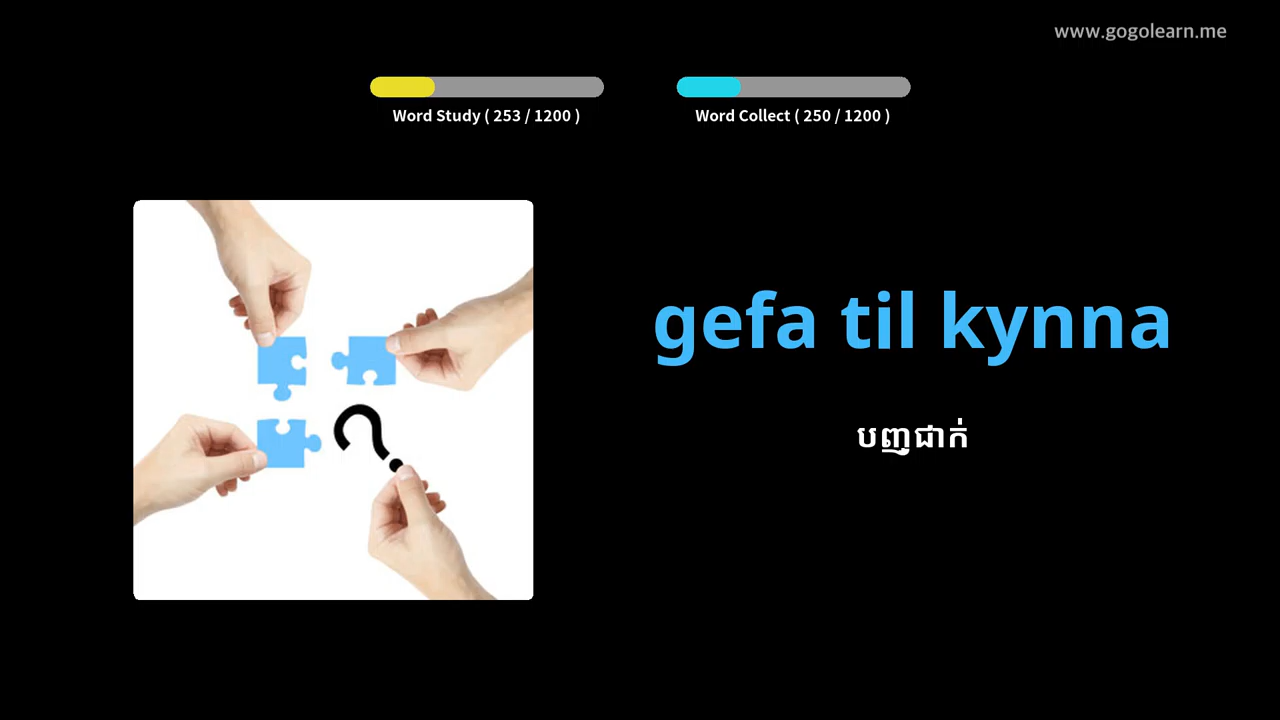 www.gogolearn.me
Word Study ( 253 / 1200 )
Word Collect ( 250 / 1200 )
gefa til kynna
បញ្ជាក់